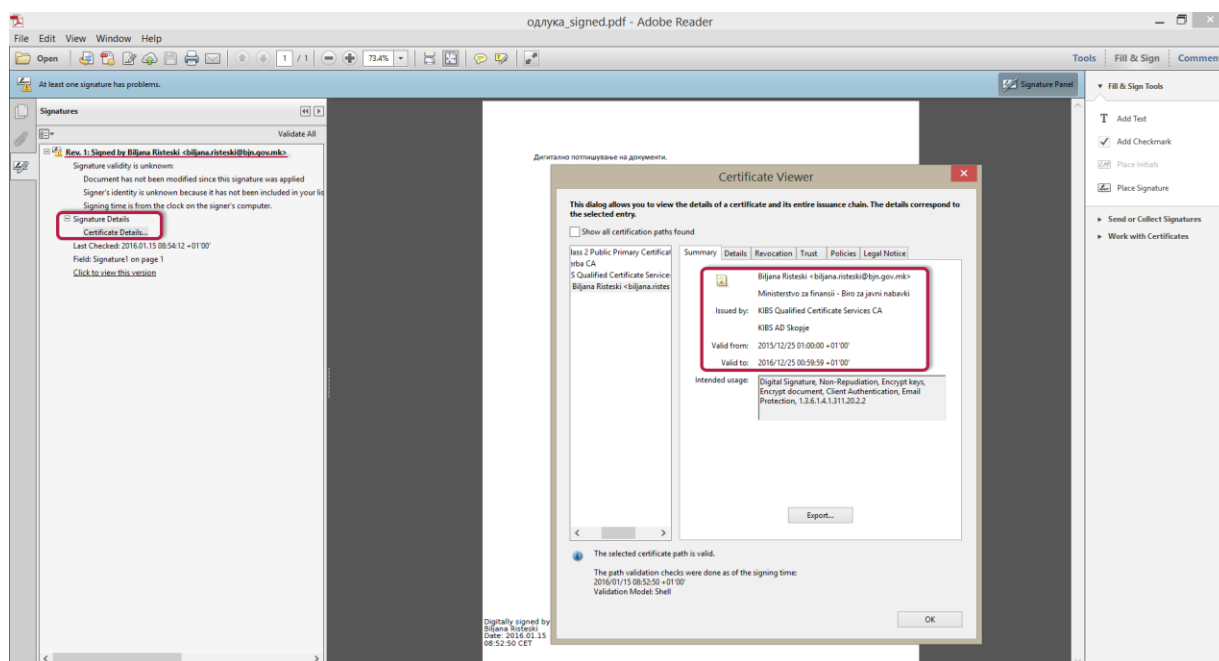 одлука_signed.pdf - Adobe Reader
File Edit View Window Help
Open 1 / 1 73.4% Tools Fill & Sign Commen
At least one signature has problems. Signature Panel
Signatures
Validate All
Rev. 1: Signed by Biljana Risteski <biljana.risteski@bjn.gov.mk>
Signature validity is unknown:
Document has not been modified since this signature was applied
Signer's identity is unknown because it has not been included in your lis
Signing time is from the clock on the signer's computer.
Signature Details
Certificate Details...
Last Checked: 2016.01.15 08:54:12 +01'00'
Field: Signature1 on page 1
Click to view this version
Дигитално потпишување на документи.
Certificate Viewer
This dialog allows you to view the details of a certificate and its entire issuance chain. The details correspond to
the selected entry.
Show all certification paths found
lass 2 Public Primary Certificat
erba CA
S Qualified Certificate Service
Biljana Risteski <biljana.ristes
Summary Details Revocation Trust Policies Legal Notice
Biljana Risteski <biljana.risteski@bjn.gov.mk>
Ministerstvo za finansii - Biro za javni nabavki
Issued by: KIBS Qualified Certificate Services CA
KIBS AD Skopje
Valid from: 2015/12/25 01:00:00 +01'00'
Valid to: 2016/12/25 00:59:59 +01'00'
Intended usage: Digital Signature, Non-Repudiation, Encrypt keys,
Encrypt document, Client Authentication, Email
Protection, 1.3.6.1.4.1.311.20.2.2
Export...
The selected certificate path is valid.
The path validation checks were done as of the signing time:
2016/01/15 08:52:50 +01'00'
Validation Model: Shell
OK
Digitally signed by
Biljana Risteski
Date: 2016.01.15
08:52:50 CET
Fill & Sign Tools
Add Text
Add Checkmark
Place Initials
Place Signature
Send or Collect Signatures
Work with Certificates